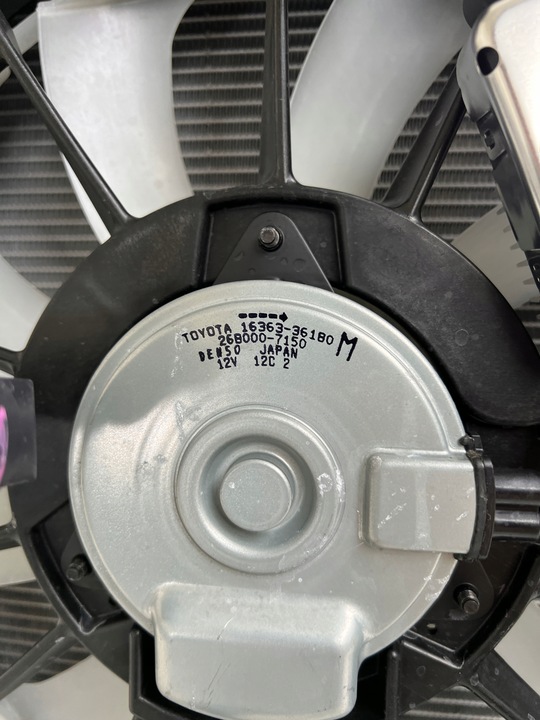 TOYOTA 16363-36180 M
268000-7150
DENSO JAPAN
12V 12C 2